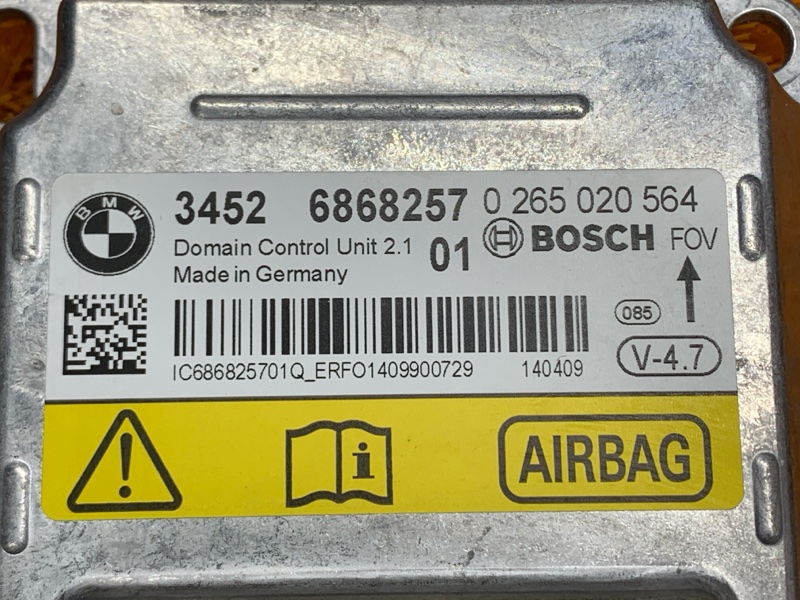 BMW
3452 6868257 0 265 020 564
Domain Control Unit 2.1 01 BOSCH FOV
Made in Germany
085
V-4.7
IC686825701Q_ERFO1409900729 140409
i
AIRBAG